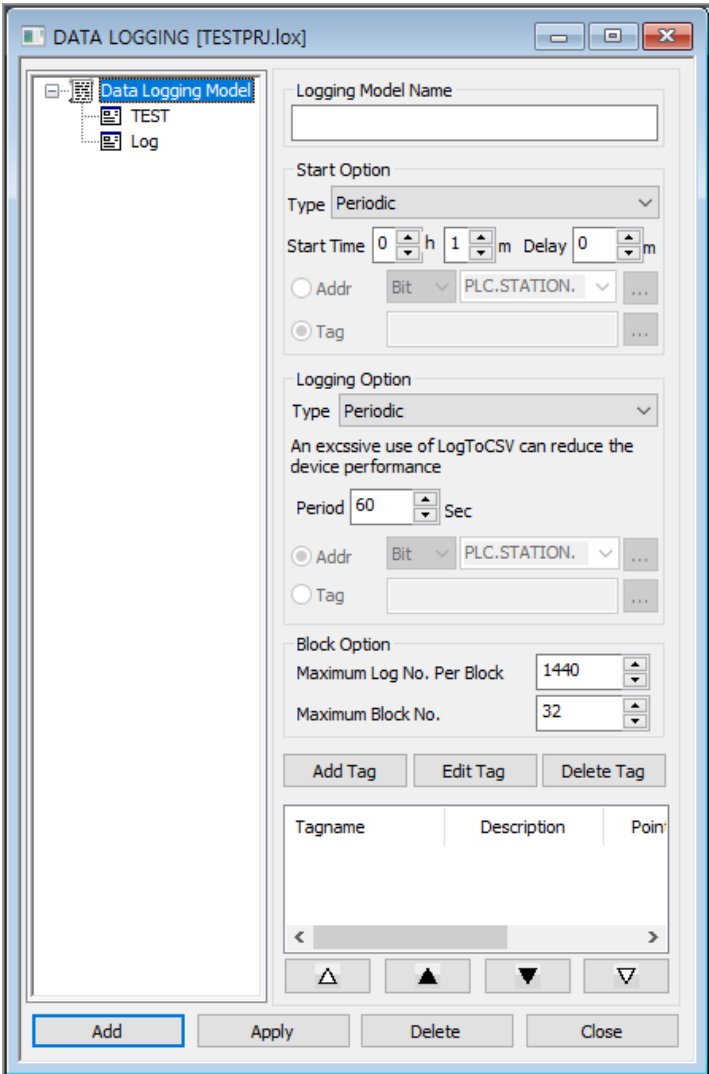 DATA LOGGING [TESTPRJ.lox]
Data Logging Model
TEST
Log
Logging Model Name
Start Option
Type Periodic
Start Time 0 h 1 m Delay 0 m
Addr Bit PLC.STATION. ...
Tag ...
Logging Option
Type Periodic
An excssive use of LogToCSV can reduce the
device performance
Period 60 Sec
Addr Bit PLC.STATION. ...
Tag ...
Block Option
Maximum Log No. Per Block 1440
Maximum Block No. 32
Add Tag Edit Tag Delete Tag
Tagname Description Poin
Add Apply Delete Close